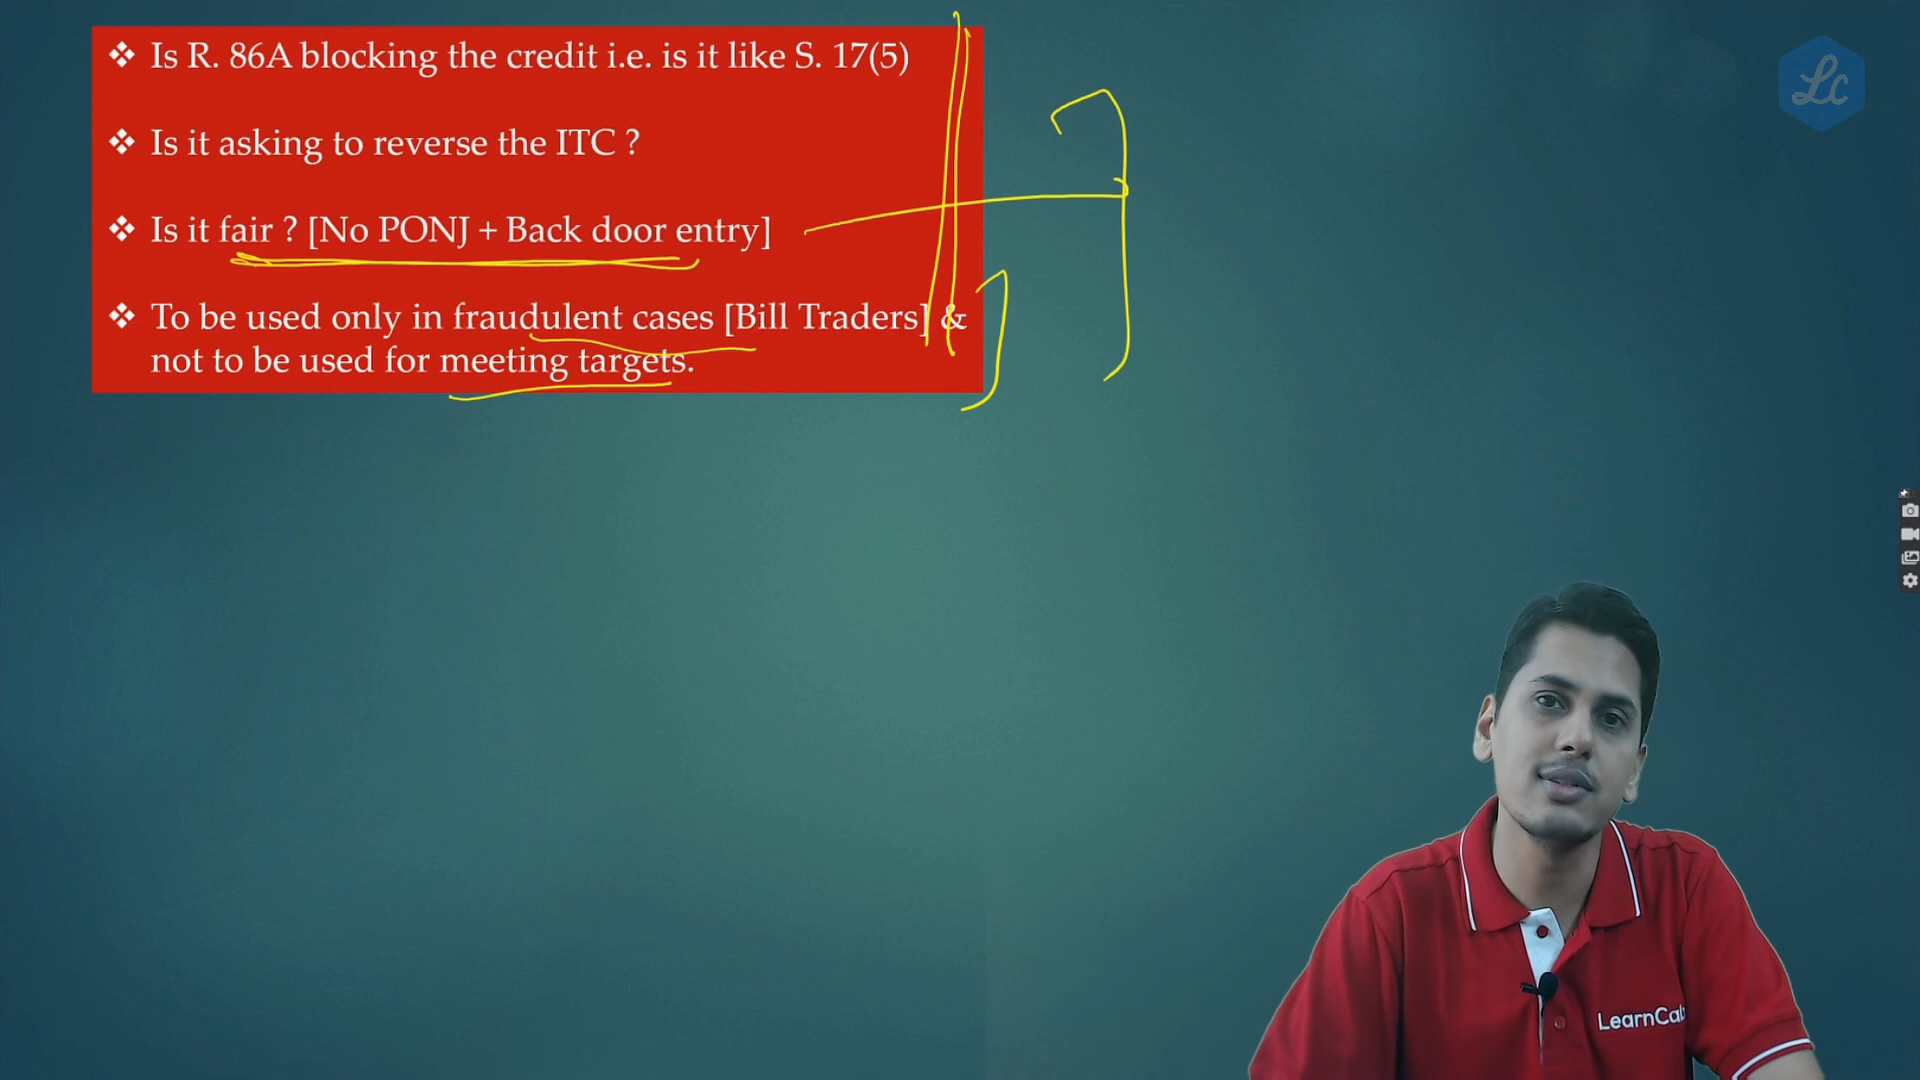 ❖ Is R. 86A blocking the credit i.e. is it like S. 17(5)
❖ Is it asking to reverse the ITC ?
❖ Is it fair ? [No PONJ + Back door entry]
❖ To be used only in fraudulent cases [Bill Traders] &
not to be used for meeting targets.
Lc
LearnCab